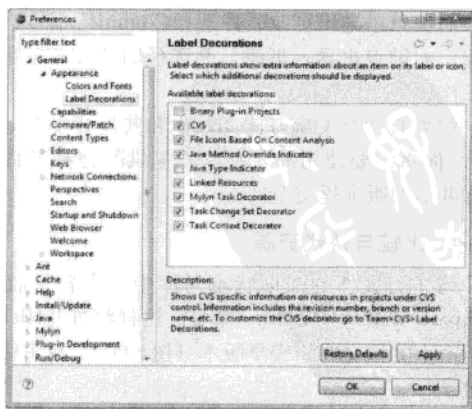 Preferences
type filter text
General
Appearance
Colors and Fonts
Label Decorations
Capabilities
Compare/Patch
Content Types
Editors
Keys
Network Connections
Perspectives
Search
Startup and Shutdown
Web Browser
Welcome
Workspace
Ant
Cache
Help
Install/Update
Java
Mylyn
Plug-in Development
Run/Debug
Label Decorations
Label decorations show extra information about an item on its label or icon.
Select which additional decorations should be displayed.
Available label decorations:
Binary Plug-in Projects
CVS
File Icons Based On Content Analysis
Java Method Override Indicator
Java Type Indicator
Linked Resources
Mylyn Task Decorator
Task Change Set Decorator
Task Context Decorator
Description:
Shows CVS specific information on resources in projects under CVS
control. Information includes the revision number, branch or version
name, etc. To customize the CVS decorator go to Team>CVS>Label
Decorations.
Restore Defaults
Apply
OK
Cancel